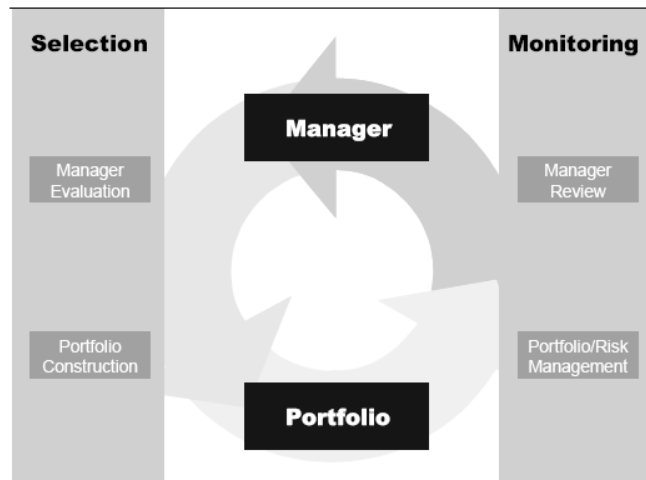 Selection
Monitoring
Manager
Manager
Evaluation
Manager
Review
Portfolio
Construction
Portfolio/Risk
Management
Portfolio